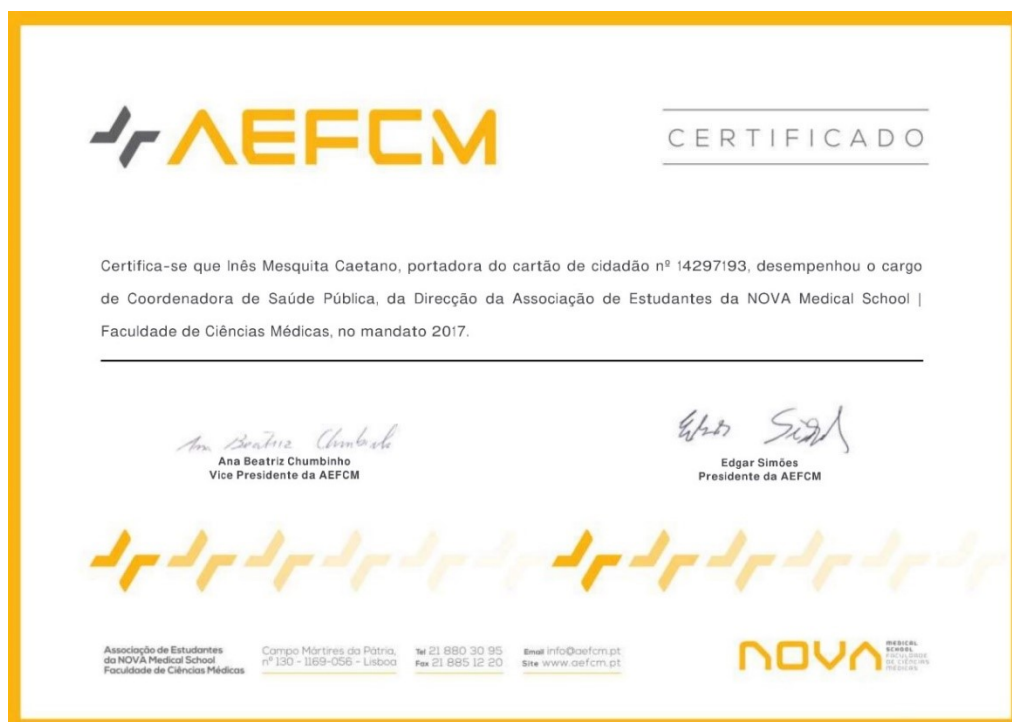 AEFCM
CERTIFICADO
Certifica-se que Inês Mesquita Caetano, portadora do cartão de cidadão nº 14297193, desempenhou o cargo
de Coordenadora de Saúde Pública, da Direcção da Associação de Estudantes da NOVA Medical School |
Faculdade de Ciências Médicas, no mandato 2017.
Ana Beatriz Chumbinho
Ana Beatriz Chumbinho
Vice Presidente da AEFCM
Edgar Simões
Presidente da AEFCM
Associação de Estudantes
da NOVA Medical School
Faculdade de Ciências Médicas
Campo Mártires da Pátria,
nº 130 - 1169-056 - Lisboa
Tel 21 880 30 95
Fax 21 885 12 20
Email info@aefcm.pt
Site www.aefcm.pt
NOVA
MEDICAL
SCHOOL
FACULDADE
DE CIÊNCIAS
MÉDICAS